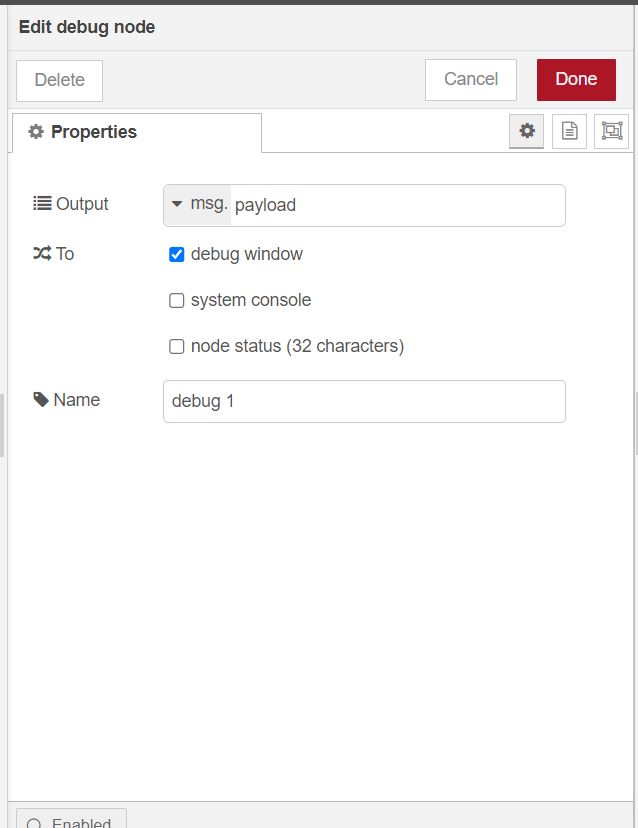 Edit debug node
Delete
Cancel
Done
Properties
Output
msg. payload
To
debug window
system console
node status (32 characters)
Name
debug 1
Enabled